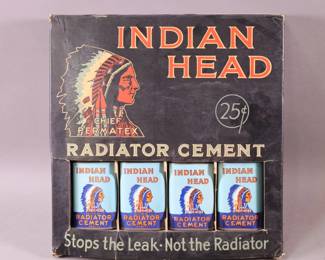 INDIAN
HEAD
25¢
CHIEF
PERMATEX
RADIATOR CEMENT
INDIAN
HEAD
RADIATOR
CEMENT
INDIAN
HEAD
RADIATOR
CEMENT
INDIAN
HEAD
RADIATOR
CEMENT
INDIAN
HEAD
RADIATOR
CEMENT
Stops the Leak · Not the Radiator